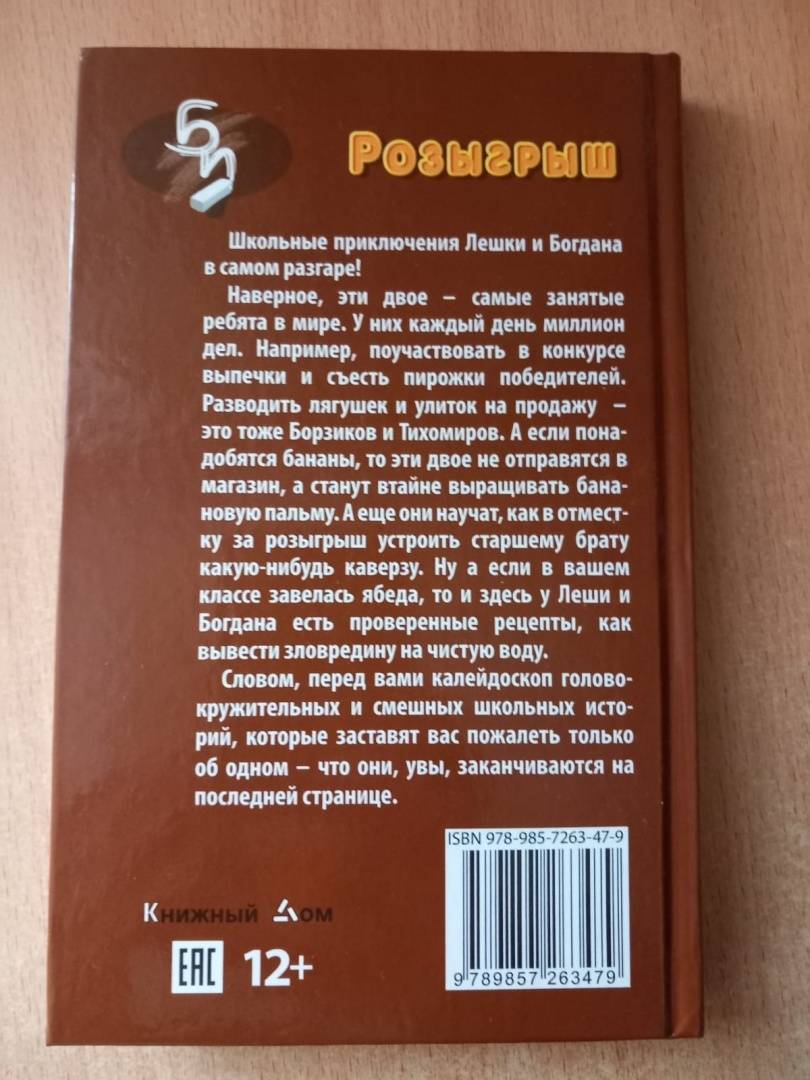 БП
Розыгрыш
Школьные приключения Лешки и Богдана
в самом разгаре!
Наверное, эти двое – самые занятые
ребята в мире. У них каждый день миллион
дел. Например, поучаствовать в конкурсе
выпечки и съесть пирожки победителей.
Разводить лягушек и улиток на продажу –
это тоже Борзиков и Тихомиров. А если пона-
добятся бананы, то эти двое не отправятся в
магазин, а станут втайне выращивать бана-
новую пальму. А еще они научат, как в отмест-
ку за розыгрыш устроить старшему брату
какую-нибудь каверзу. Ну а если в вашем
классе завелась ябеда, то и здесь у Леши и
Богдана есть проверенные рецепты, как
вывести зловредину на чистую воду.
Словом, перед вами калейдоскоп голово-
кружительных и смешных школьных исто-
рий, которые заставят вас пожалеть только
об одном – что они, увы, заканчиваются на
последней странице.
ISBN 978-985-7263-47-9
Книжный Дом
EAC 12+
9 789857 263479